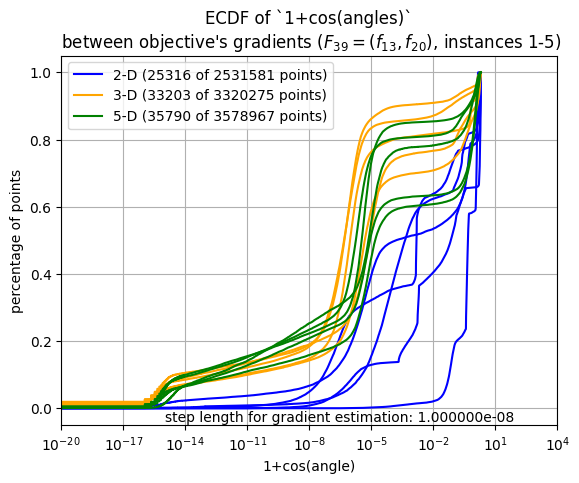 ECDF of `1+cos(angles)`
between objective's gradients ($F_{39} = (f_{13}, f_{20})$, instances 1-5)
2-D (25316 of 2531581 points)
3-D (33203 of 3320275 points)
5-D (35790 of 3578967 points)
percentage of points
1.0
0.8
0.6
0.4
0.2
0.0
step length for gradient estimation: 1.000000e-08
$10^{-20}$ $10^{-17}$ $10^{-14}$ $10^{-11}$ $10^{-8}$ $10^{-5}$ $10^{-2}$ $10^{1}$ $10^{4}$
1+cos(angle)